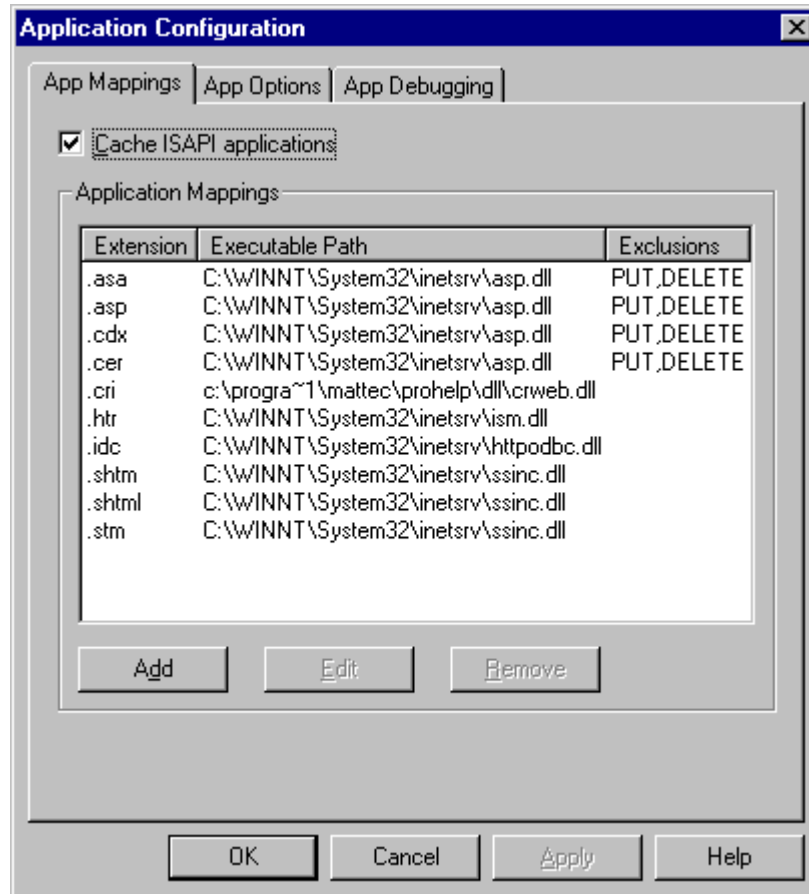 Application Configuration
App Mappings App Options App Debugging
Cache ISAPI applications
Application Mappings
Extension Executable Path Exclusions
.asa C:\WINNT\System32\inetsrv\asp.dll PUT,DELETE
.asp C:\WINNT\System32\inetsrv\asp.dll PUT,DELETE
.cdx C:\WINNT\System32\inetsrv\asp.dll PUT,DELETE
.cer C:\WINNT\System32\inetsrv\asp.dll PUT,DELETE
.cri c:\progra~1\mattec\prohelp\dll\crweb.dll
.htr C:\WINNT\System32\inetsrv\ism.dll
.idc C:\WINNT\System32\inetsrv\httpodbc.dll
.shtm C:\WINNT\System32\inetsrv\ssinc.dll
.shtml C:\WINNT\System32\inetsrv\ssinc.dll
.stm C:\WINNT\System32\inetsrv\ssinc.dll
Add Edit Remove
OK Cancel Apply Help